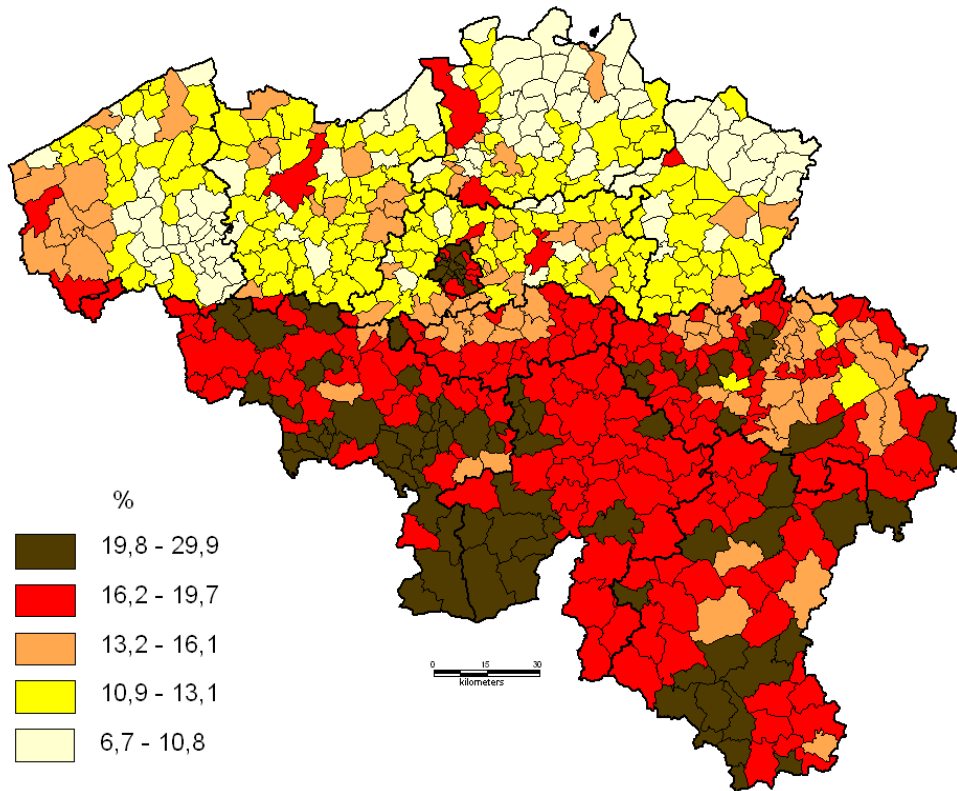 %
19,8 - 29,9
16,2 - 19,7
13,2 - 16,1
10,9 - 13,1
6,7 - 10,8
0 15 30
kilometers